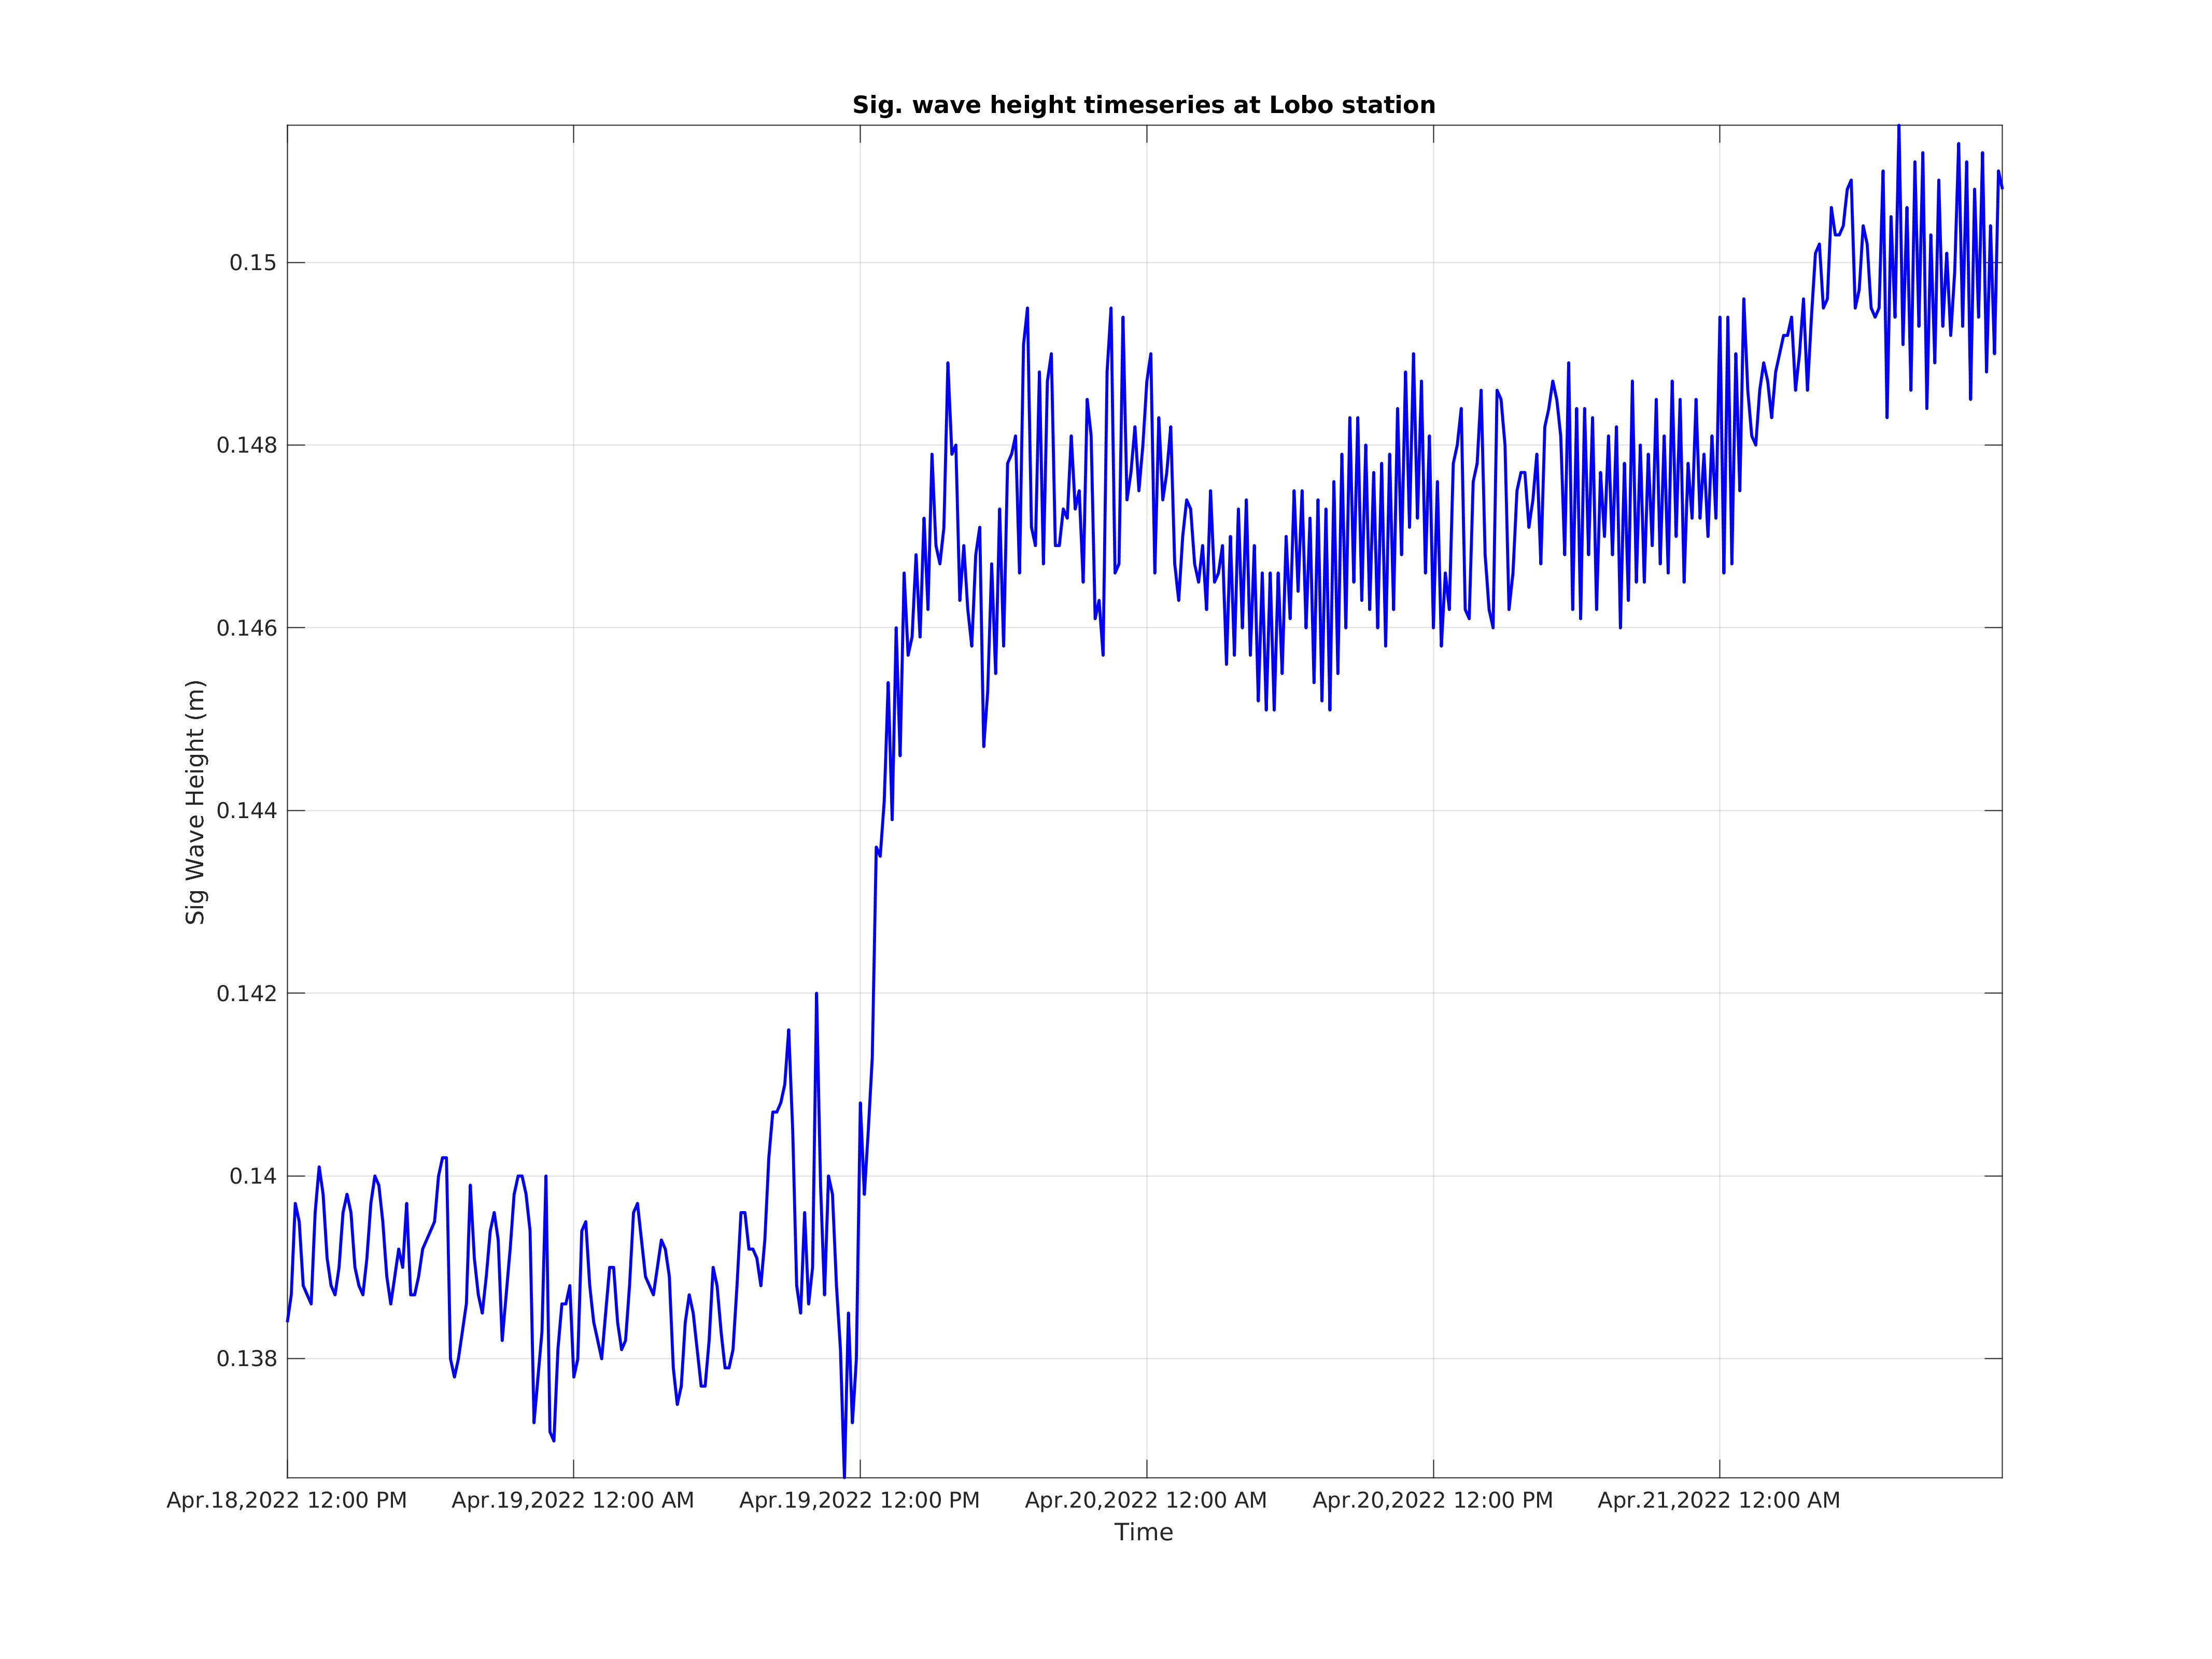 Sig. wave height timeseries at Lobo station
0.15
0.148
0.146
0.144
0.142
0.14
0.138
Sig Wave Height (m)
Apr.18,2022 12:00 PM Apr.19,2022 12:00 AM Apr.19,2022 12:00 PM Apr.20,2022 12:00 AM Apr.20,2022 12:00 PM Apr.21,2022 12:00 AM
Time